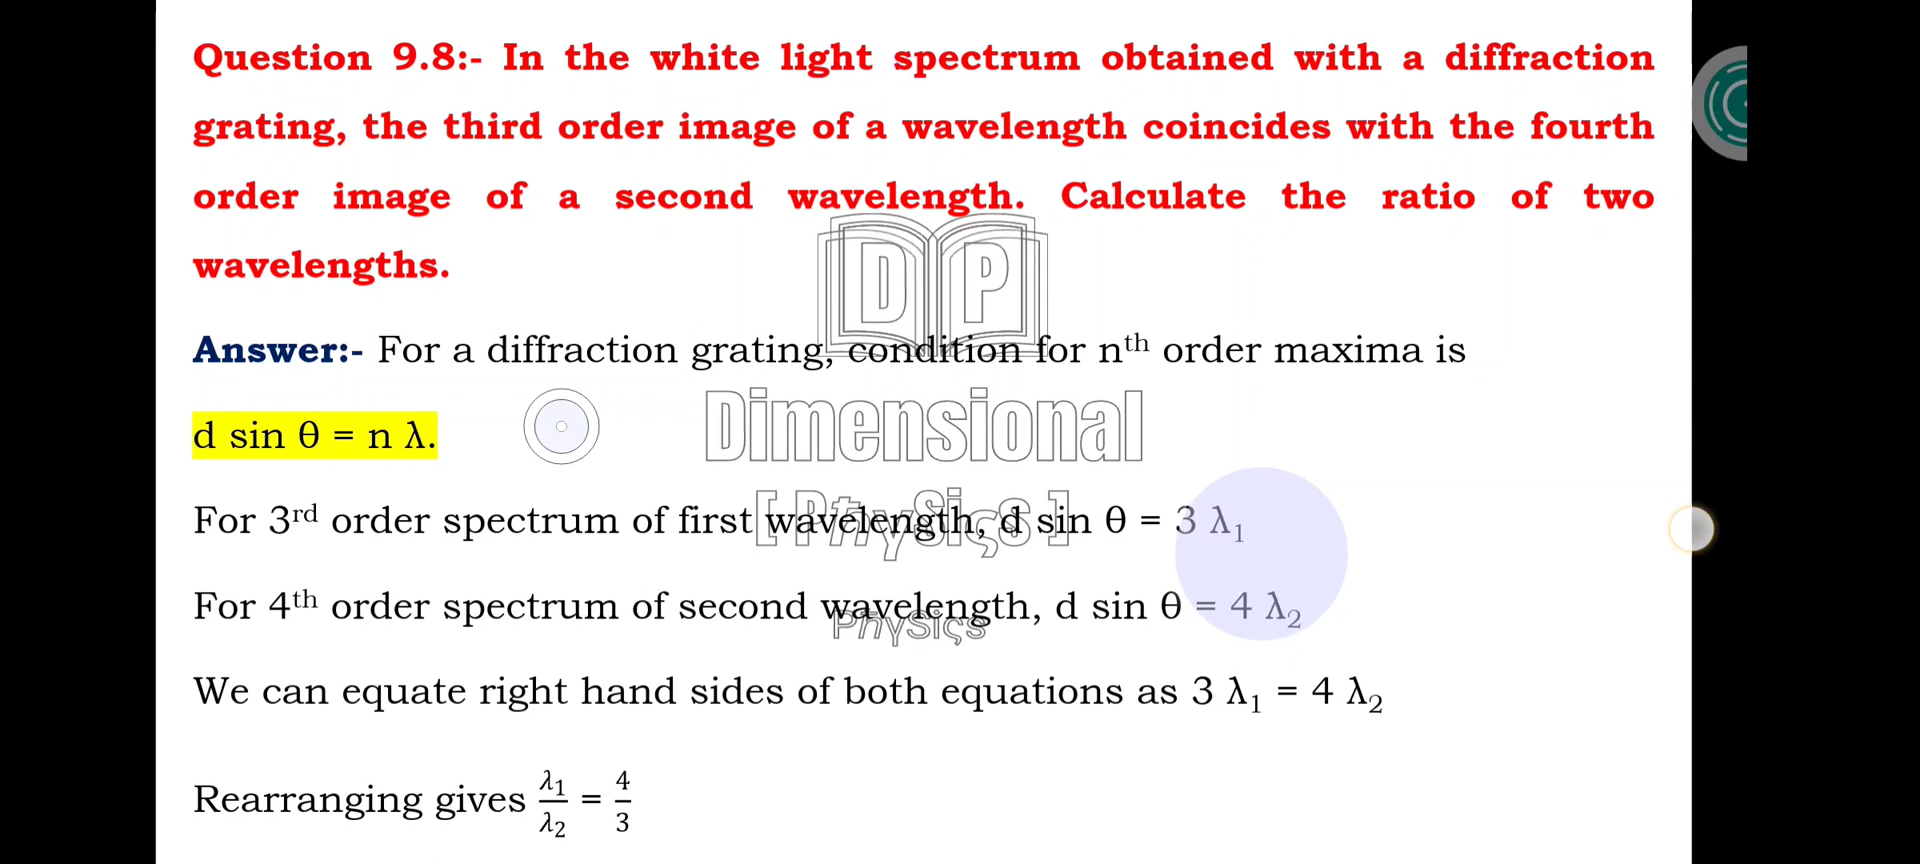 Question 9.8:- In the white light spectrum obtained with a diffraction
grating, the third order image of a wavelength coincides with the fourth
order image of a second wavelength. Calculate the ratio of two
wavelengths.
DP
Answer:- For a diffraction grating, condition for nᵗʰ order maxima is
Dimensional
d sin θ = n λ.
[ PħySiçS ]
For 3ʳᵈ order spectrum of first wavelength, d sin θ = 3 λ₁
For 4ᵗʰ order spectrum of second wavelength, d sin θ = 4 λ₂
PħySiçs
We can equate right hand sides of both equations as 3 λ₁ = 4 λ₂
Rearranging gives λ₁/λ₂ = 4/3